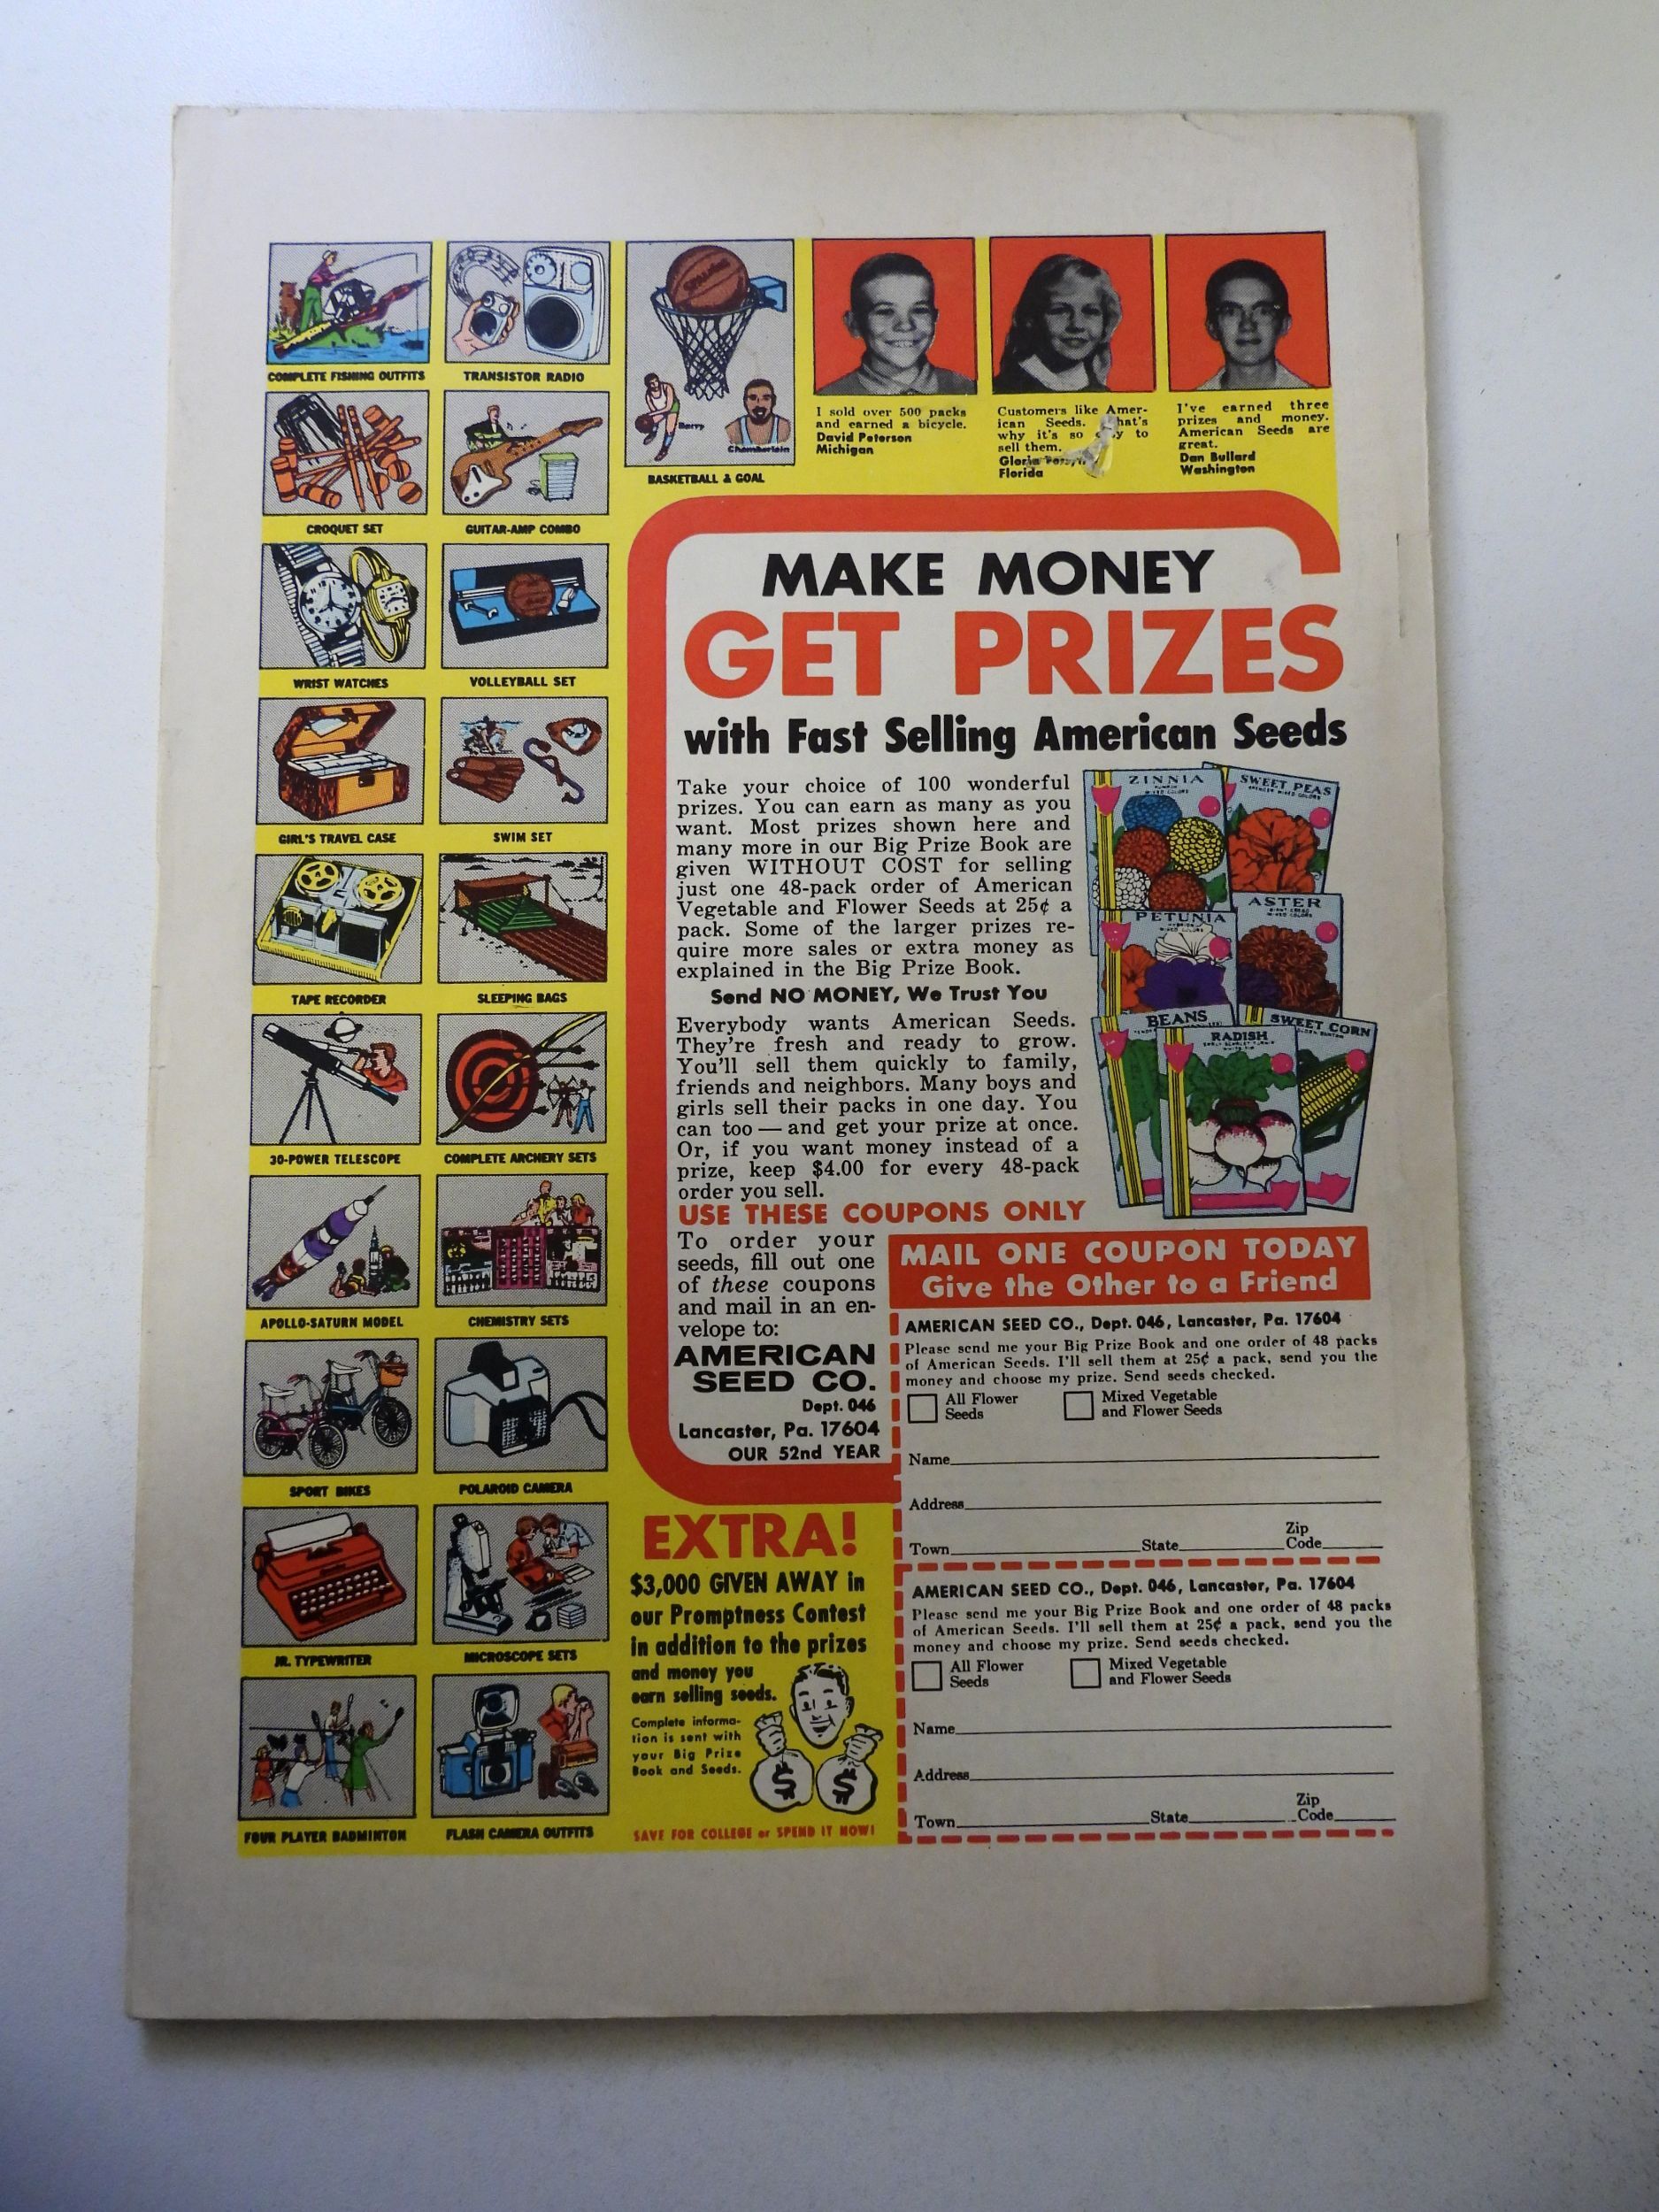 COMPLETE FISHING OUTFITS
TRANSISTOR RADIO
CROQUET SET
GUITAR-AMP COMBO
WRIST WATCHES
VOLLEYBALL SET
GIRL'S TRAVEL CASE
SWIM SET
TAPE RECORDER
SLEEPING BAGS
30-POWER TELESCOPE
COMPLETE ARCHERY SETS
APOLLO-SATURN MODEL
CHEMISTRY SETS
SPORT BIKES
POLAROID CAMERA
JR. TYPEWRITER
MICROSCOPE SETS
FOUR PLAYER BADMINTON
FLASH CAMERA OUTFITS
Barry
Chamberlain
BASKETBALL & GOAL
I sold over 500 packs
and earned a bicycle.
David Peterson
Michigan
Customers like Amer-
ican Seeds.
why it's so to
sell them.
Gloria
Florida
I've earned three
prizes and money.
American Seeds are
great.
Dan Bullard
Washington
MAKE MONEY
GET PRIZES
with Fast Selling American Seeds
Take your choice of 100 wonderful
prizes. You can earn as many as you
want. Most prizes shown here and
many more in our Big Prize Book are
given WITHOUT COST for selling
just one 48-pack order of American
Vegetable and Flower Seeds at 25¢ a
pack. Some of the larger prizes re-
quire more sales or extra money as
explained in the Big Prize Book.
Send NO MONEY, We Trust You
Everybody wants American Seeds.
They're fresh and ready to grow.
You'll sell them quickly to family,
friends and neighbors. Many boys and
girls sell their packs in one day. You
can too — and get your prize at once.
Or, if you want money instead of a
prize, keep $4.00 for every 48-pack
order you sell.
ZINNIA
MIXED COLORS
SWEET PEAS
MIXED COLORS
PETUNIA
MIXED COLORS
ASTER
MIXED COLORS
BEANS
RADISH
SWEET CORN
USE THESE COUPONS ONLY
To order your
seeds, fill out one
of these coupons
and mail in an en-
velope to:
AMERICAN
SEED CO.
Dept. 046
Lancaster, Pa. 17604
OUR 52nd YEAR
MAIL ONE COUPON TODAY
Give the Other to a Friend
AMERICAN SEED CO., Dept. 046, Lancaster, Pa. 17604
Please send me your Big Prize Book and one order of 48 packs
of American Seeds. I'll sell them at 25¢ a pack, send you the
money and choose my prize. Send seeds checked.
All Flower Seeds
Mixed Vegetable and Flower Seeds
Name
Address
Town State Zip Code
AMERICAN SEED CO., Dept. 046, Lancaster, Pa. 17604
Please send me your Big Prize Book and one order of 48 packs
of American Seeds. I'll sell them at 25¢ a pack, send you the
money and choose my prize. Send seeds checked.
All Flower Seeds
Mixed Vegetable and Flower Seeds
Name
Address
Town State Zip Code
EXTRA!
$3,000 GIVEN AWAY in
our Promptness Contest
in addition to the prizes
and money you
earn selling seeds.
Complete informa-
tion is sent with
your Big Prize
Book and Seeds.
$ $
SAVE FOR COLLEGE or SPEND IT NOW!